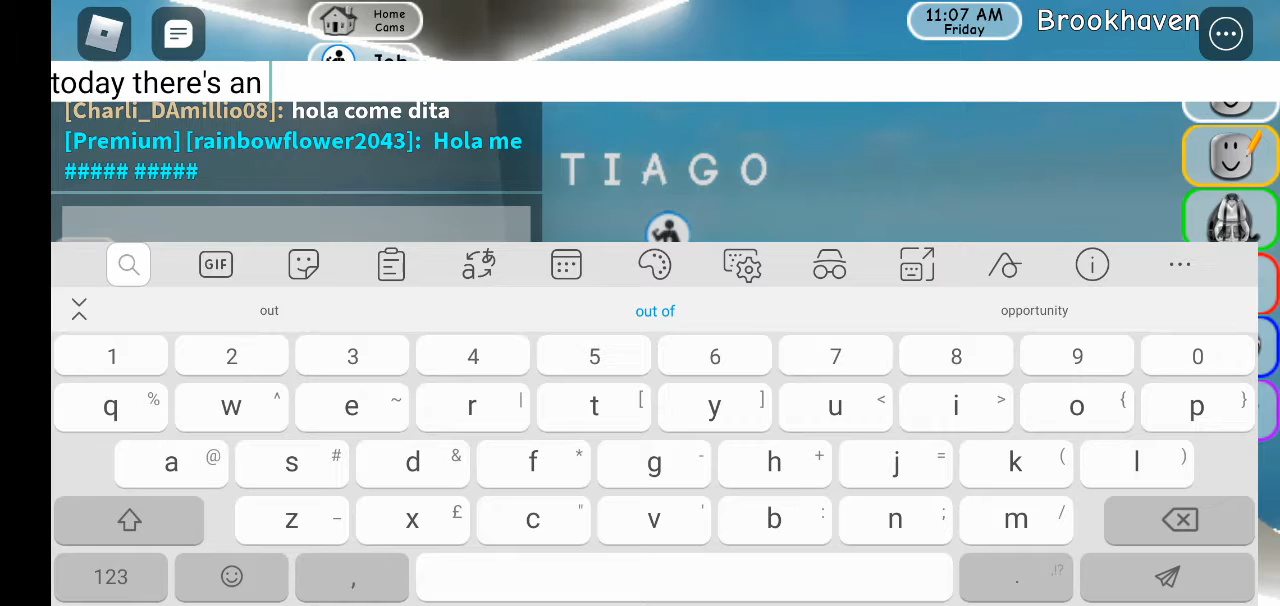 Home
Cams
11:07 AM
Friday
Brookhaven
Job
today there's an
[Charli_DAmillio08]: hola come dita
[Premium] [rainbowflower2043]: Hola me
##### #####
TIAGO
GIF
out
out of
opportunity
1 2 3 4 5 6 7 8 9 0
q % w ^ e ~ r | t [ y ] u < i > o { p }
a @ s # d & f * g - h + j = k ( l )
z _ x £ c " v ' b : n ; m /
123 , . ,!?